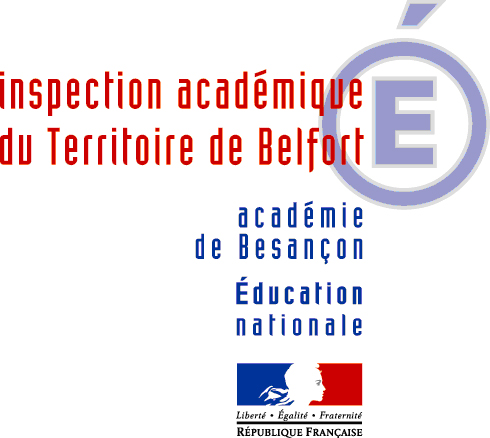 inspection académique
du Territoire de Belfort
É
académie
de Besançon
Éducation
nationale
Liberté • Égalité • Fraternité
RÉPUBLIQUE FRANÇAISE